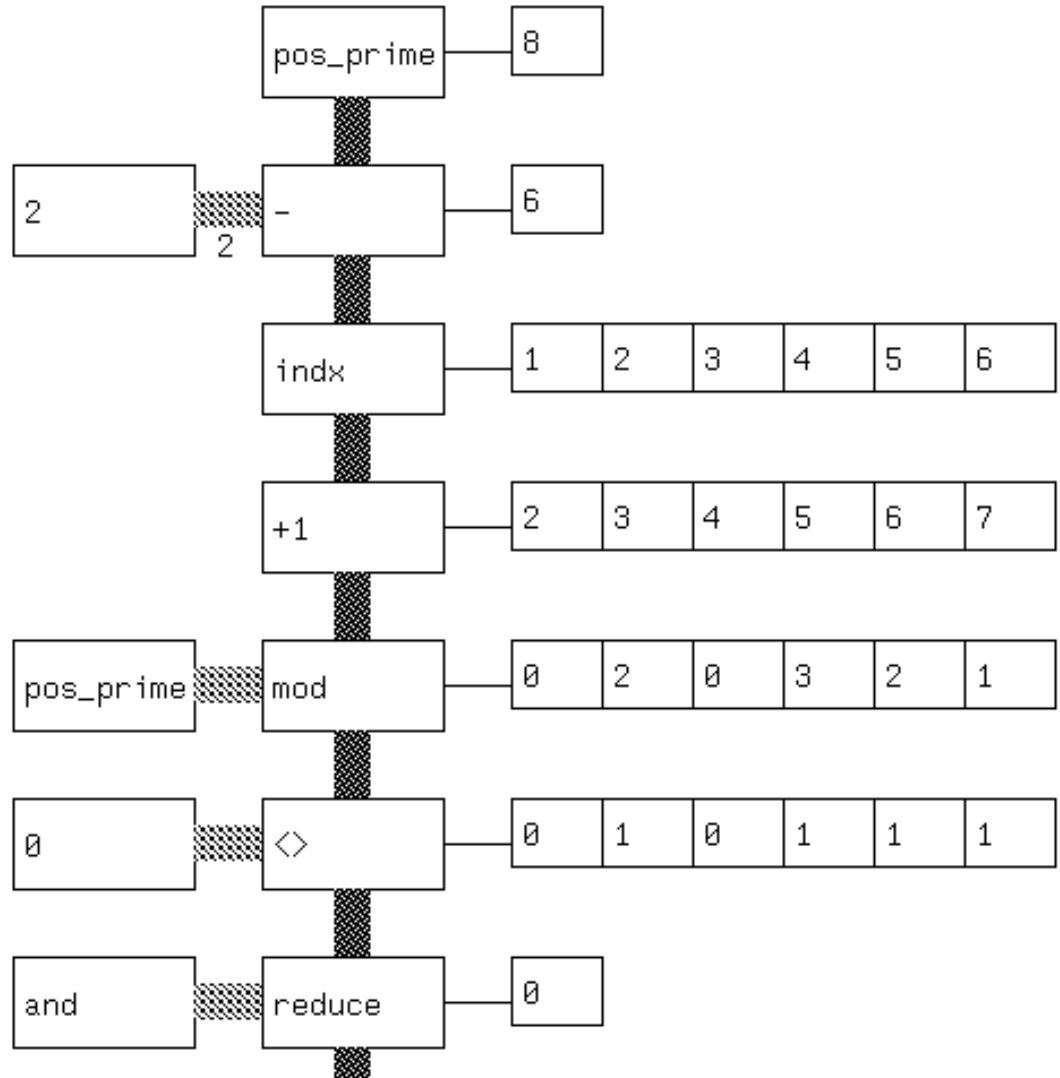 pos_prime 8
2 2 - 6
indx 1 2 3 4 5 6
+1 2 3 4 5 6 7
pos_prime mod 0 2 0 3 2 1
0 <> 0 1 0 1 1 1
and reduce 0